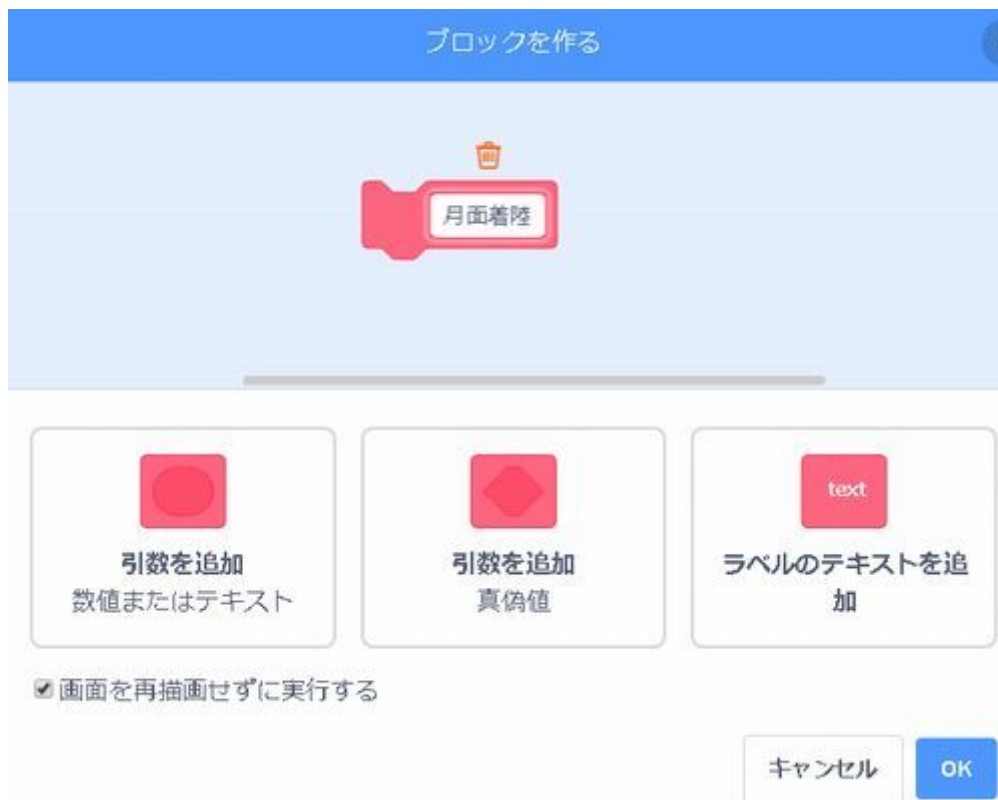 ブロックを作る
月面着陸
text
引数を追加
数値またはテキスト
引数を追加
真偽値
ラベルのテキストを追
加
画面を再描画せずに実行する
キャンセル
OK